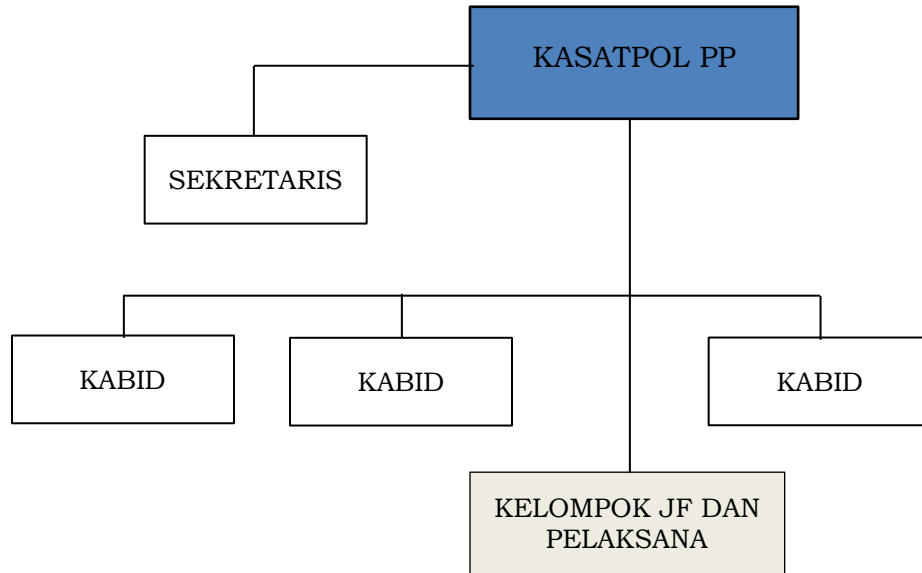 KASATPOL PP
SEKRETARIS
KABID
KABID
KABID
KELOMPOK JF DAN
PELAKSANA